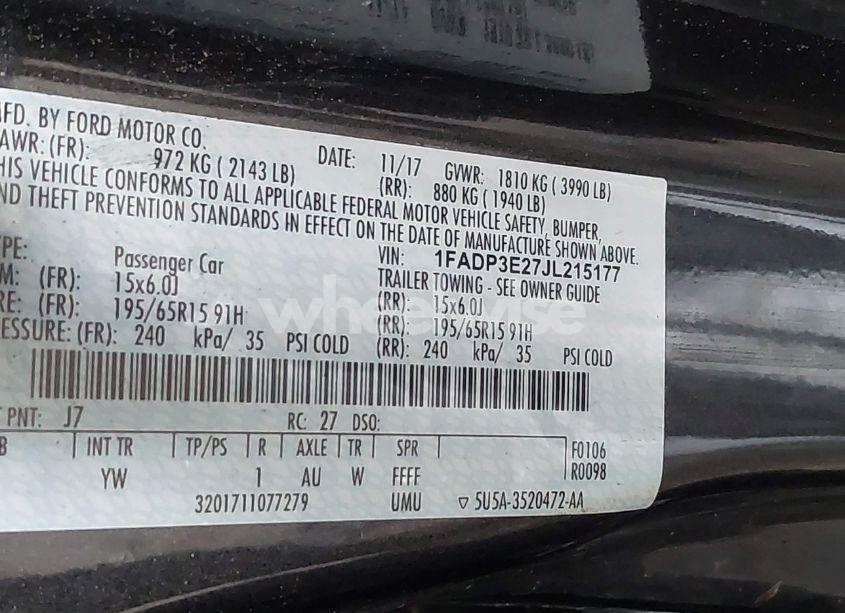 MFD. BY FORD MOTOR CO.
DATE: 11/17 GVWR: 1810 KG ( 3990 LB)
AWR: (FR): 972 KG ( 2143 LB) (RR): 880 KG ( 1940 LB)
HIS VEHICLE CONFORMS TO ALL APPLICABLE FEDERAL MOTOR VEHICLE SAFETY, BUMPER,
ND THEFT PREVENTION STANDARDS IN EFFECT ON THE DATE OF MANUFACTURE SHOWN ABOVE.
VIN: 1FADP3E27JL215177
PE: Passenger Car TRAILER TOWING - SEE OWNER GUIDE
M: (FR): 15x6.0J (RR): 15x6.0J
RE: (FR): 195/65R15 91H (RR): 195/65R15 91H
ESSURE: (FR): 240 kPa/ 35 PSI COLD (RR): 240 kPa/ 35 PSI COLD
wheelwise
T PNT: J7 RC: 27 DSO:
B INT TR TP/PS R AXLE TR SPR F0106
YW 1 AU W FFFF R0098
3201711077279 UMU ▽ 5U5A-3520472-AA